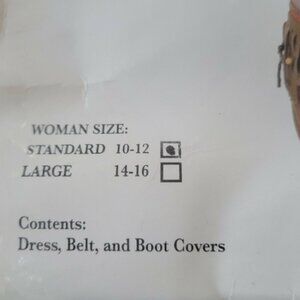 WOMAN SIZE:
STANDARD 10-12
LARGE 14-16
Contents:
Dress, Belt, and Boot Covers